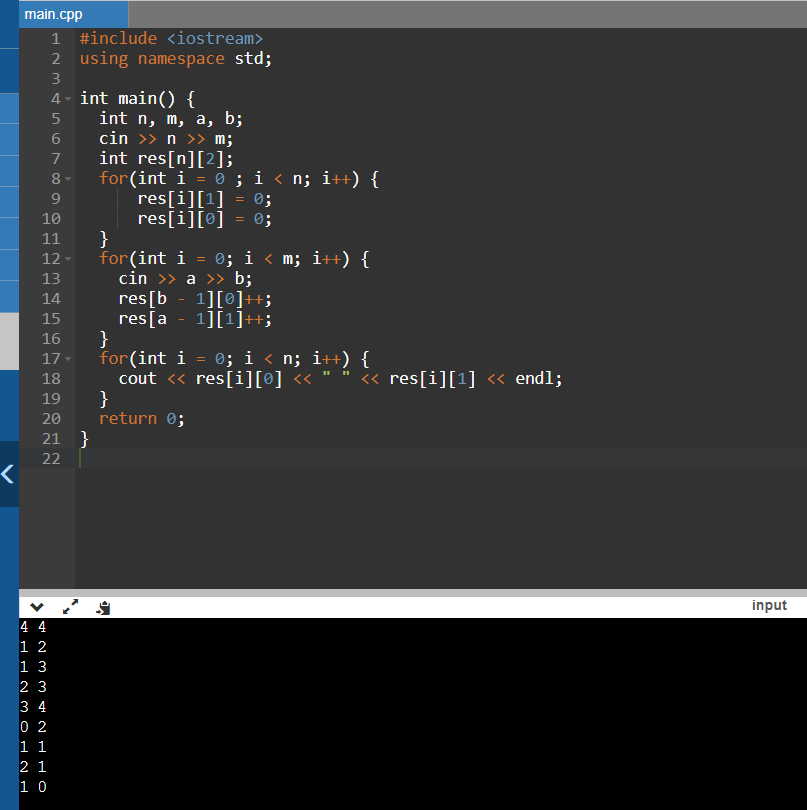 main.cpp
1 #include <iostream>
2 using namespace std;
3
4 int main() {
5   int n, m, a, b;
6   cin >> n >> m;
7   int res[n][2];
8   for(int i = 0 ; i < n; i++) {
9       res[i][1] = 0;
10      res[i][0] = 0;
11  }
12  for(int i = 0; i < m; i++) {
13    cin >> a >> b;
14    res[b - 1][0]++;
15    res[a - 1][1]++;
16  }
17  for(int i = 0; i < n; i++) {
18    cout << res[i][0] << " " << res[i][1] << endl;
19  }
20  return 0;
21 }
22
input
4 4
1 2
1 3
2 3
3 4
0 2
1 1
2 1
1 0